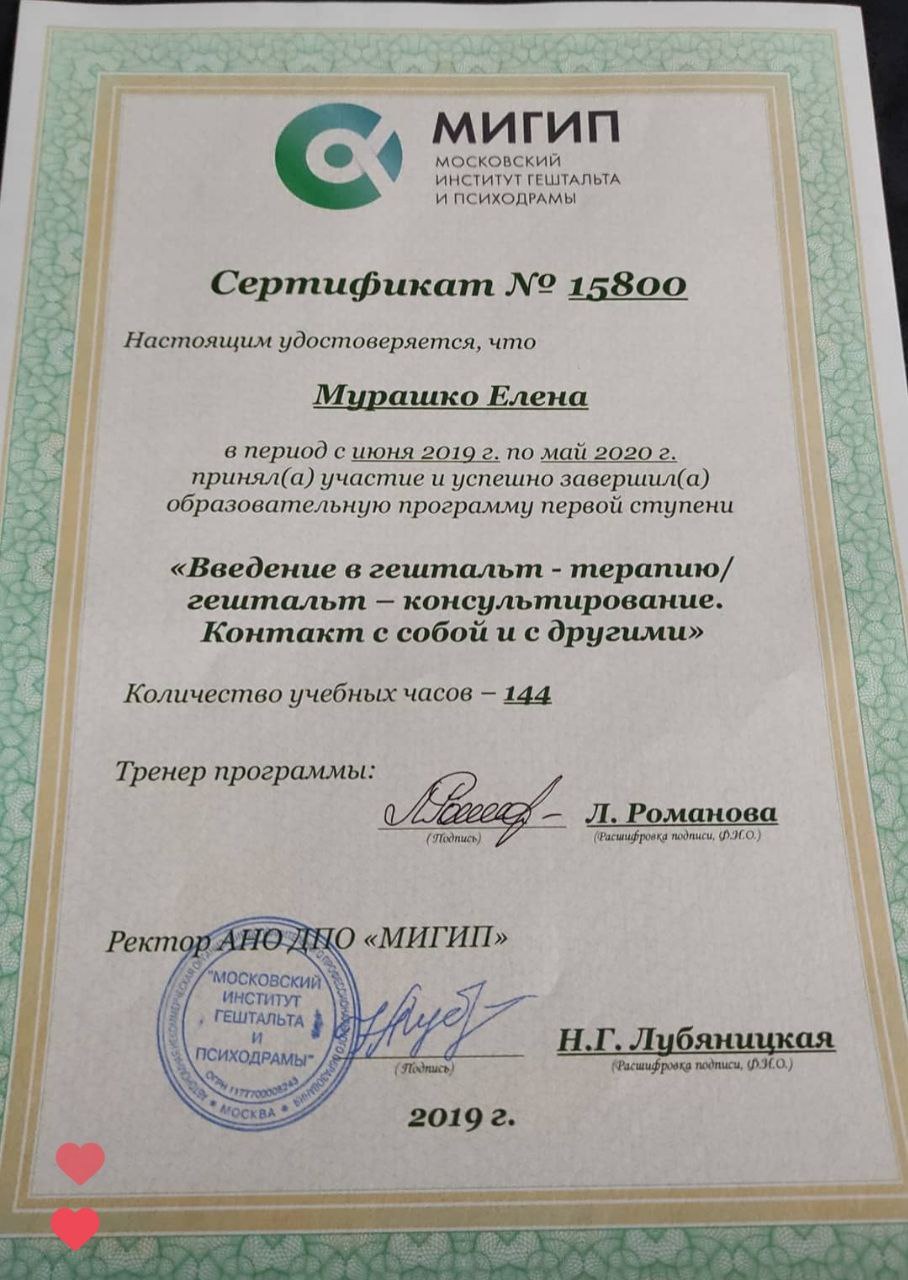 МИГИП
МОСКОВСКИЙ
ИНСТИТУТ ГЕШТАЛЬТА
И ПСИХОДРАМЫ
Сертификат № 15800
Настоящим удостоверяется, что
Мурашко Елена
в период с июня 2019 г. по май 2020 г.
принял(а) участие и успешно завершил(а)
образовательную программу первой ступени
«Введение в гештальт - терапию/
гештальт – консультирование.
Контакт с собой и с другими»
Количество учебных часов – 144
Тренер программы:
Л. Романова
(Подпись)
(Расшифровка подписи, Ф.И.О.)
Ректор АНО ДПО «МИГИП»
"МОСКОВСКИЙ
ИНСТИТУТ
ГЕШТАЛЬТА
И
ПСИХОДРАМЫ"
МОСКВА
Н.Г. Лубяницкая
(Подпись)
(Расшифровка подписи, Ф.И.О.)
2019 г.